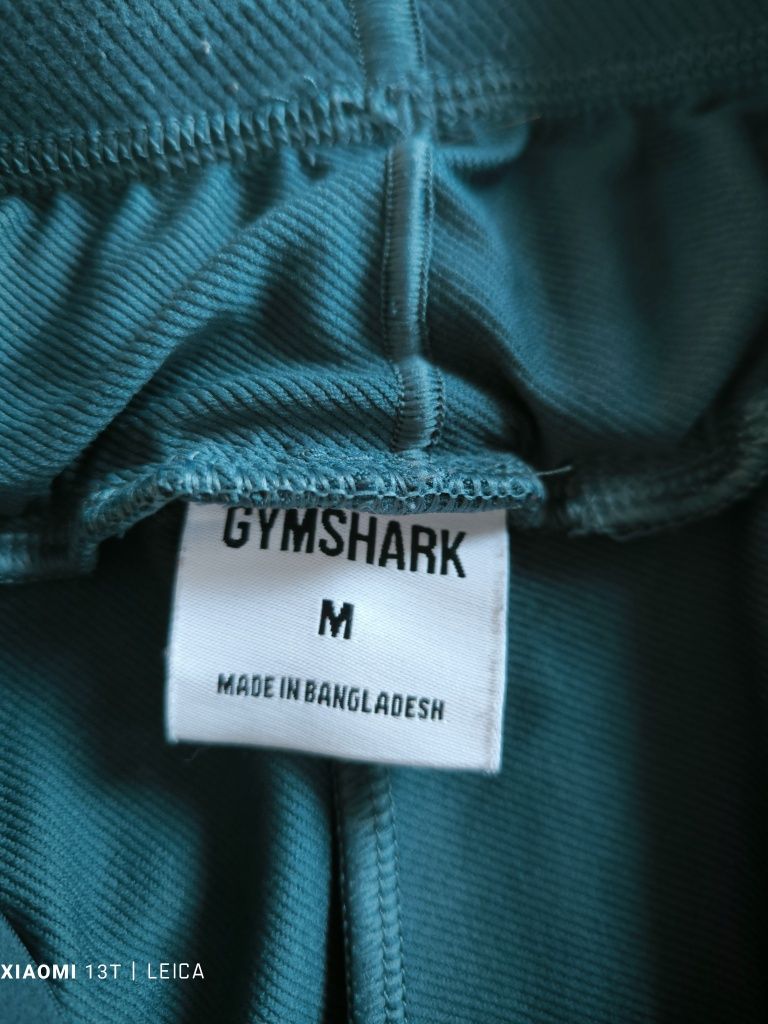 GYMSHARK
M
MADE IN BANGLADESH
XIAOMI 13T | LEICA